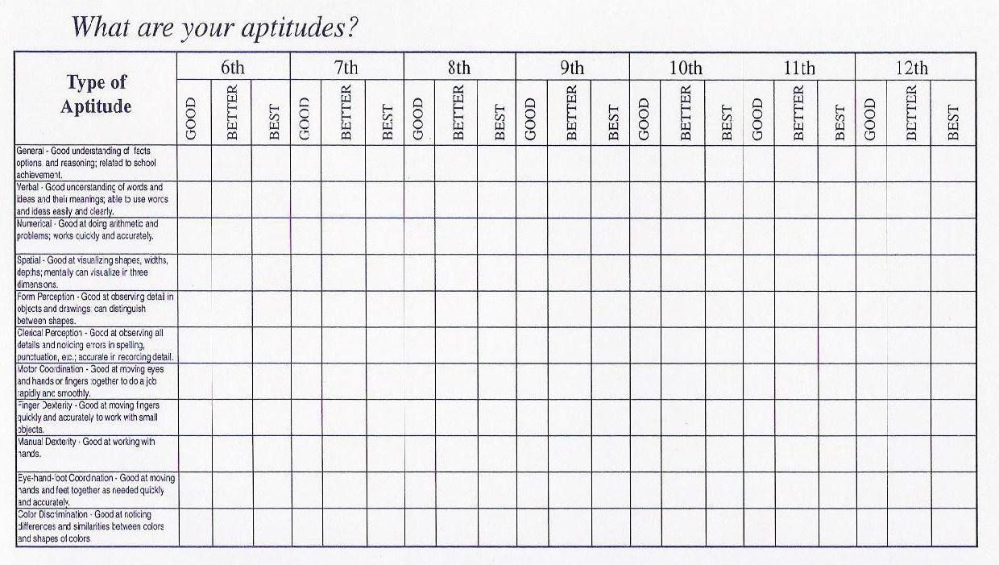 What are your aptitudes?
Type of
Aptitude
6th 7th 8th 9th 10th 11th 12th
GOOD BETTER BEST GOOD BETTER BEST GOOD BETTER BEST GOOD BETTER BEST GOOD BETTER BEST GOOD BETTER BEST GOOD BETTER BEST
General - Good understanding of facts
options, and reasoning; related to school
achievement.
Verbal - Good understanding of words and
ideas and their meanings; able to use words
and ideas easily and clearly.
Numerical - Good at doing arithmetic and
problems; works quickly and accurately.
Spatial - Good at visualizing shapes, widths,
depths; mentally can visualize in three
dimensions.
Form Perception - Good at observing detail in
objects and drawings, can distinguish
between shapes.
Clerical Perception - Good at observing all
details and noticing errors in spelling,
punctuation, etc.; accurate in recording detail.
Motor Coordination - Good at moving eyes
and hands or fingers together to do a job
rapidly and smoothly.
Finger Dexterity - Good at moving fingers
quickly and accurately to work with small
objects.
Manual Dexterity - Good at working with
hands.
Eye-hand-foot Coordination - Good at moving
hands and feet together as needed quickly
and accurately.
Color Discrimination - Good at noticing
differences and similarities between colors
and shapes of colors.